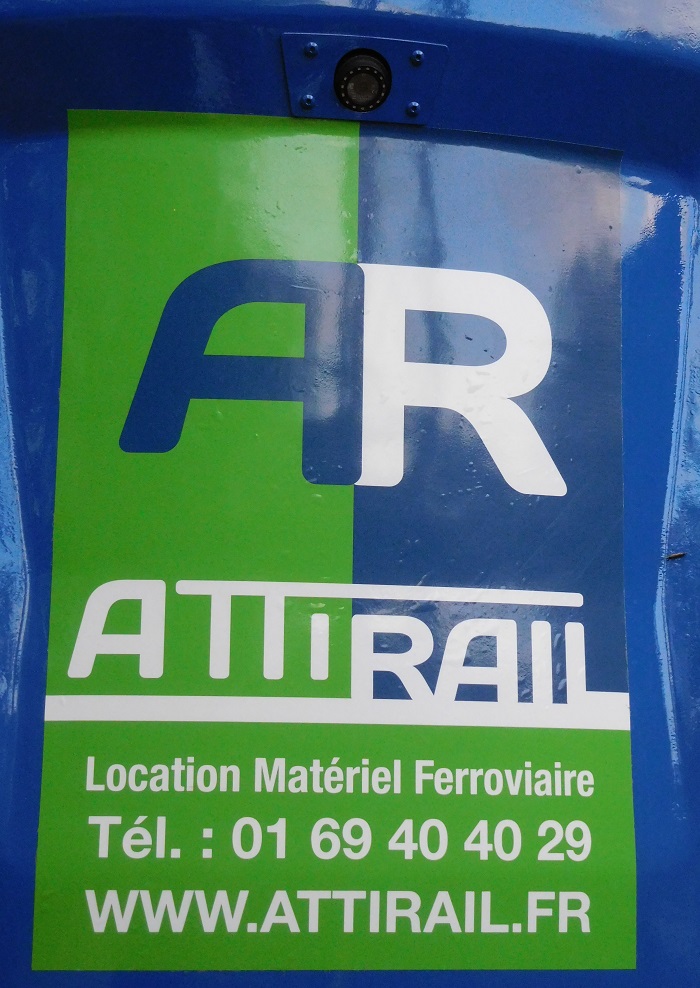 AR
ATTIRAIL
Location Matériel Ferroviaire
Tél. : 01 69 40 40 29
WWW.ATTIRAIL.FR